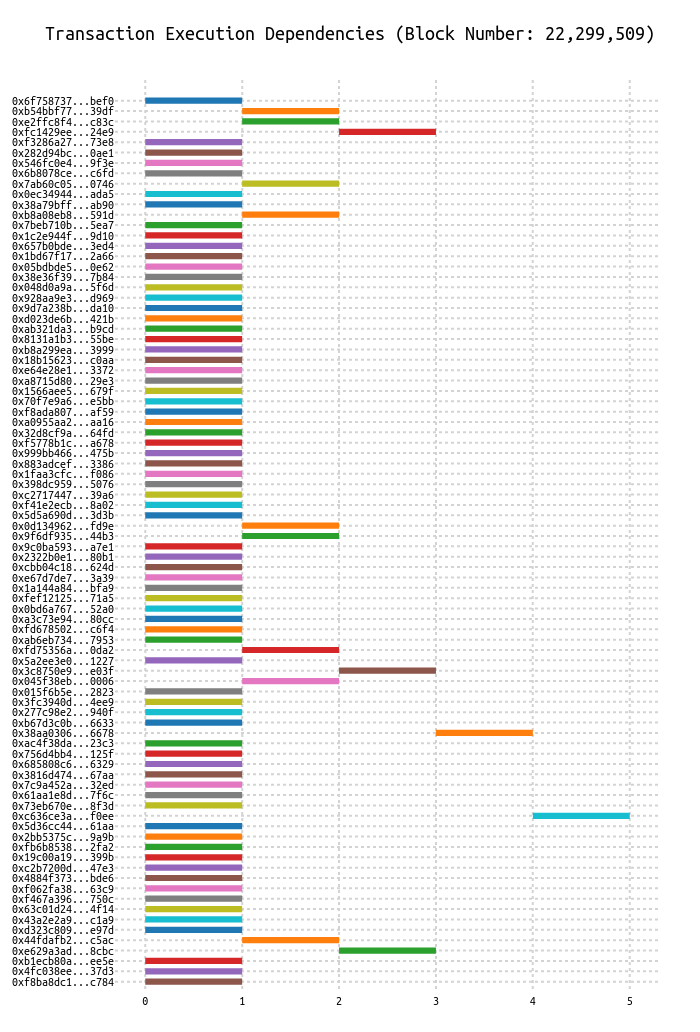 Transaction Execution Dependencies (Block Number: 22,299,509)
0x6f758737...bef0
0xb54bbf77...39df
0xe2ffc8f4...c83c
0xfc1429ee...24e9
0xf3286a27...73e8
0x282d94bc...0ae1
0x546fc0e4...9f3e
0x6b8078ce...c6fd
0x7ab60c05...0746
0x0ec34944...ada5
0x38a79bff...ab90
0xb8a08eb8...591d
0x7beb710b...5ea7
0x1c2e944f...9d10
0x657b0bde...3ed4
0x1bd67f17...2a66
0x05bdbde5...0e62
0x38e36f39...7b84
0x048d0a9a...5f6d
0x928aa9e3...d969
0x9d7a238b...da10
0xd023de6b...421b
0xab321da3...b9cd
0x8131a1b3...55be
0xb8a299ea...3999
0x18b15623...c0aa
0xe64e28e1...3372
0xa8715d80...29e3
0x1566aee5...679f
0x70f7e9a6...e5bb
0xf8ada807...af59
0xa0955aa2...aa16
0x32d8cf9a...64fd
0xf5778b1c...a678
0x999bb466...475b
0x883adcef...3386
0x1faa3cfc...f086
0x398dc959...5076
0xc2717447...39a6
0xf41e2ecb...8a02
0x5d5a690d...3d3b
0x0d134962...fd9e
0x9f6df935...44b3
0x9c0ba593...a7e1
0x2322b0e1...80b1
0xcbb04c18...624d
0xe67d7de7...3a39
0x1a144a84...bfa9
0xfef12125...71a5
0x0bd6a767...52a0
0xa3c73e94...80cc
0xfd678502...c6f4
0xab6eb734...7953
0xfd75356a...0da2
0x5a2ee3e0...1227
0x3c8750e9...e03f
0x045f38eb...0006
0x015f6b5e...2823
0x3fc3940d...4ee9
0x277c98e2...940f
0xb67d3c0b...6633
0x38aa0306...6678
0xac4f38da...23c3
0x756d4bb4...125f
0x685808c6...6329
0x3816d474...67aa
0x7c9a452a...32ed
0x61aa1e8d...7f6c
0x73eb670e...8f3d
0xc636ce3a...f0ee
0x5d36cc44...61aa
0x2bb5375c...9a9b
0xfb6b8538...2fa2
0x19c00a19...399b
0xc2b7200d...47e3
0x4884f373...bde6
0xf062fa38...63c9
0xf467a396...750c
0x63c01d24...4f14
0x43a2e2a9...c1a9
0xd323c809...e97d
0x44fdafb2...c5ac
0xe629a3ad...8cbc
0xb1ecb80a...ee5e
0x4fc038ee...37d3
0xf8ba8dc1...c784
0 1 2 3 4 5